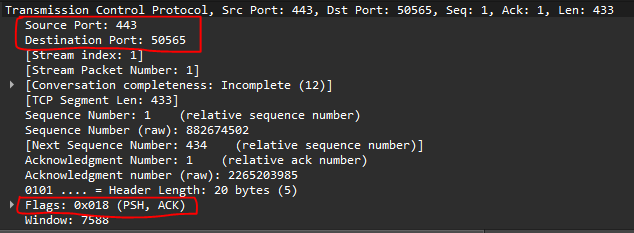 Transmission Control Protocol, Src Port: 443, Dst Port: 50565, Seq: 1, Ack: 1, Len: 433
Source Port: 443
Destination Port: 50565
[Stream index: 1]
[Stream Packet Number: 1]
[Conversation completeness: Incomplete (12)]
[TCP Segment Len: 433]
Sequence Number: 1    (relative sequence number)
Sequence Number (raw): 882674502
[Next Sequence Number: 434    (relative sequence number)]
Acknowledgment Number: 1    (relative ack number)
Acknowledgment number (raw): 2265203985
0101 .... = Header Length: 20 bytes (5)
Flags: 0x018 (PSH, ACK)
Window: 7588